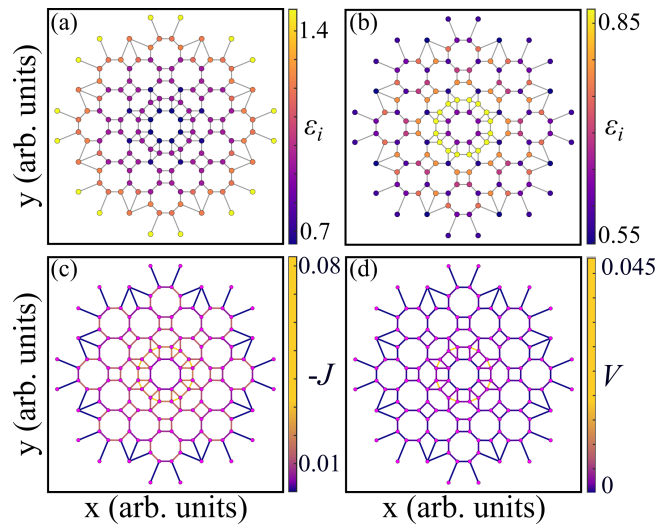 (a)
1.4
εi
0.7
y (arb. units)
(b)
0.85
εi
0.55
(c)
0.08
-J
0.01
y (arb. units)
x (arb. units)
(d)
0.045
V
0
x (arb. units)